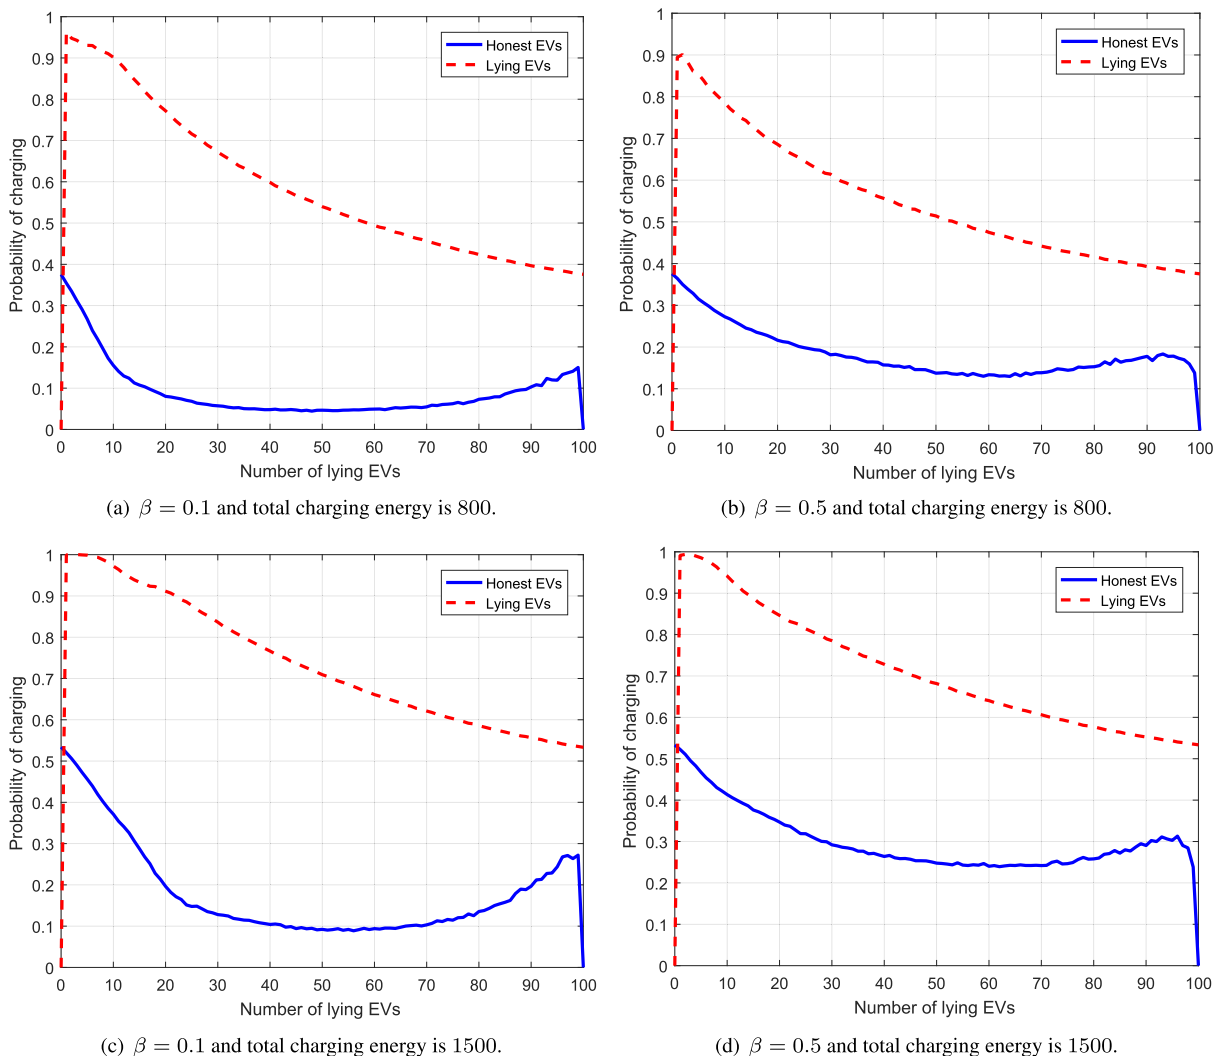 Honest EVs
Lying EVs
1
0.9
0.8
0.7
0.6
0.5
0.4
0.3
0.2
0.1
0
Probability of charging
0 10 20 30 40 50 60 70 80 90 100
Number of lying EVs
(a) β = 0.1 and total charging energy is 800.
Honest EVs
Lying EVs
1
0.9
0.8
0.7
0.6
0.5
0.4
0.3
0.2
0.1
0
Probability of charging
0 10 20 30 40 50 60 70 80 90 100
Number of lying EVs
(b) β = 0.5 and total charging energy is 800.
Honest EVs
Lying EVs
1
0.9
0.8
0.7
0.6
0.5
0.4
0.3
0.2
0.1
0
Probability of charging
0 10 20 30 40 50 60 70 80 90 100
Number of lying EVs
(c) β = 0.1 and total charging energy is 1500.
Honest EVs
Lying EVs
1
0.9
0.8
0.7
0.6
0.5
0.4
0.3
0.2
0.1
0
Probability of charging
0 10 20 30 40 50 60 70 80 90 100
Number of lying EVs
(d) β = 0.5 and total charging energy is 1500.